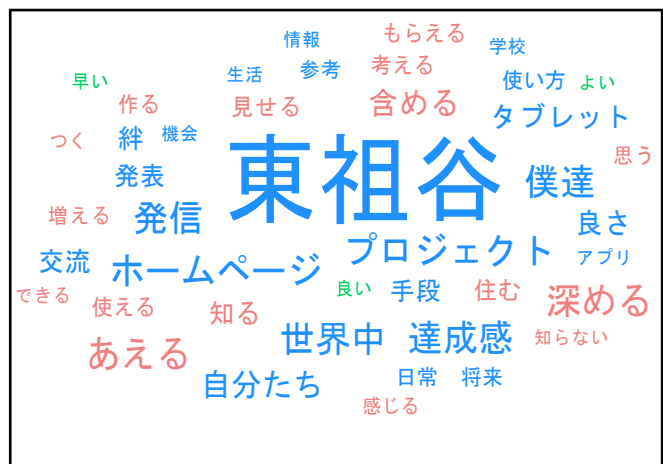 情報
もらえる
学校
早い
生活
参考
考える
使い方
よい
作る
見せる
含める
タブレット
つく
絆
機会
思う
東祖谷
発表
僕達
増える
発信
良さ
交流
ホームページ
プロジェクト
アプリ
できる
使える
知る
良い
手段
住む
深める
あえる
世界中
達成感
知らない
自分たち
日常
将来
感じる